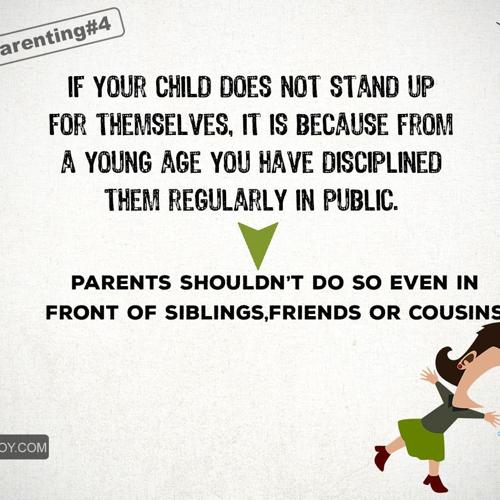 arenting#4
IF YOUR CHILD DOES NOT STAND UP
FOR THEMSELVES, IT IS BECAUSE FROM
A YOUNG AGE YOU HAVE DISCIPLINED
THEM REGULARLY IN PUBLIC.
PARENTS SHOULDN'T DO SO EVEN IN
FRONT OF SIBLINGS,FRIENDS OR COUSINS
OY.COM